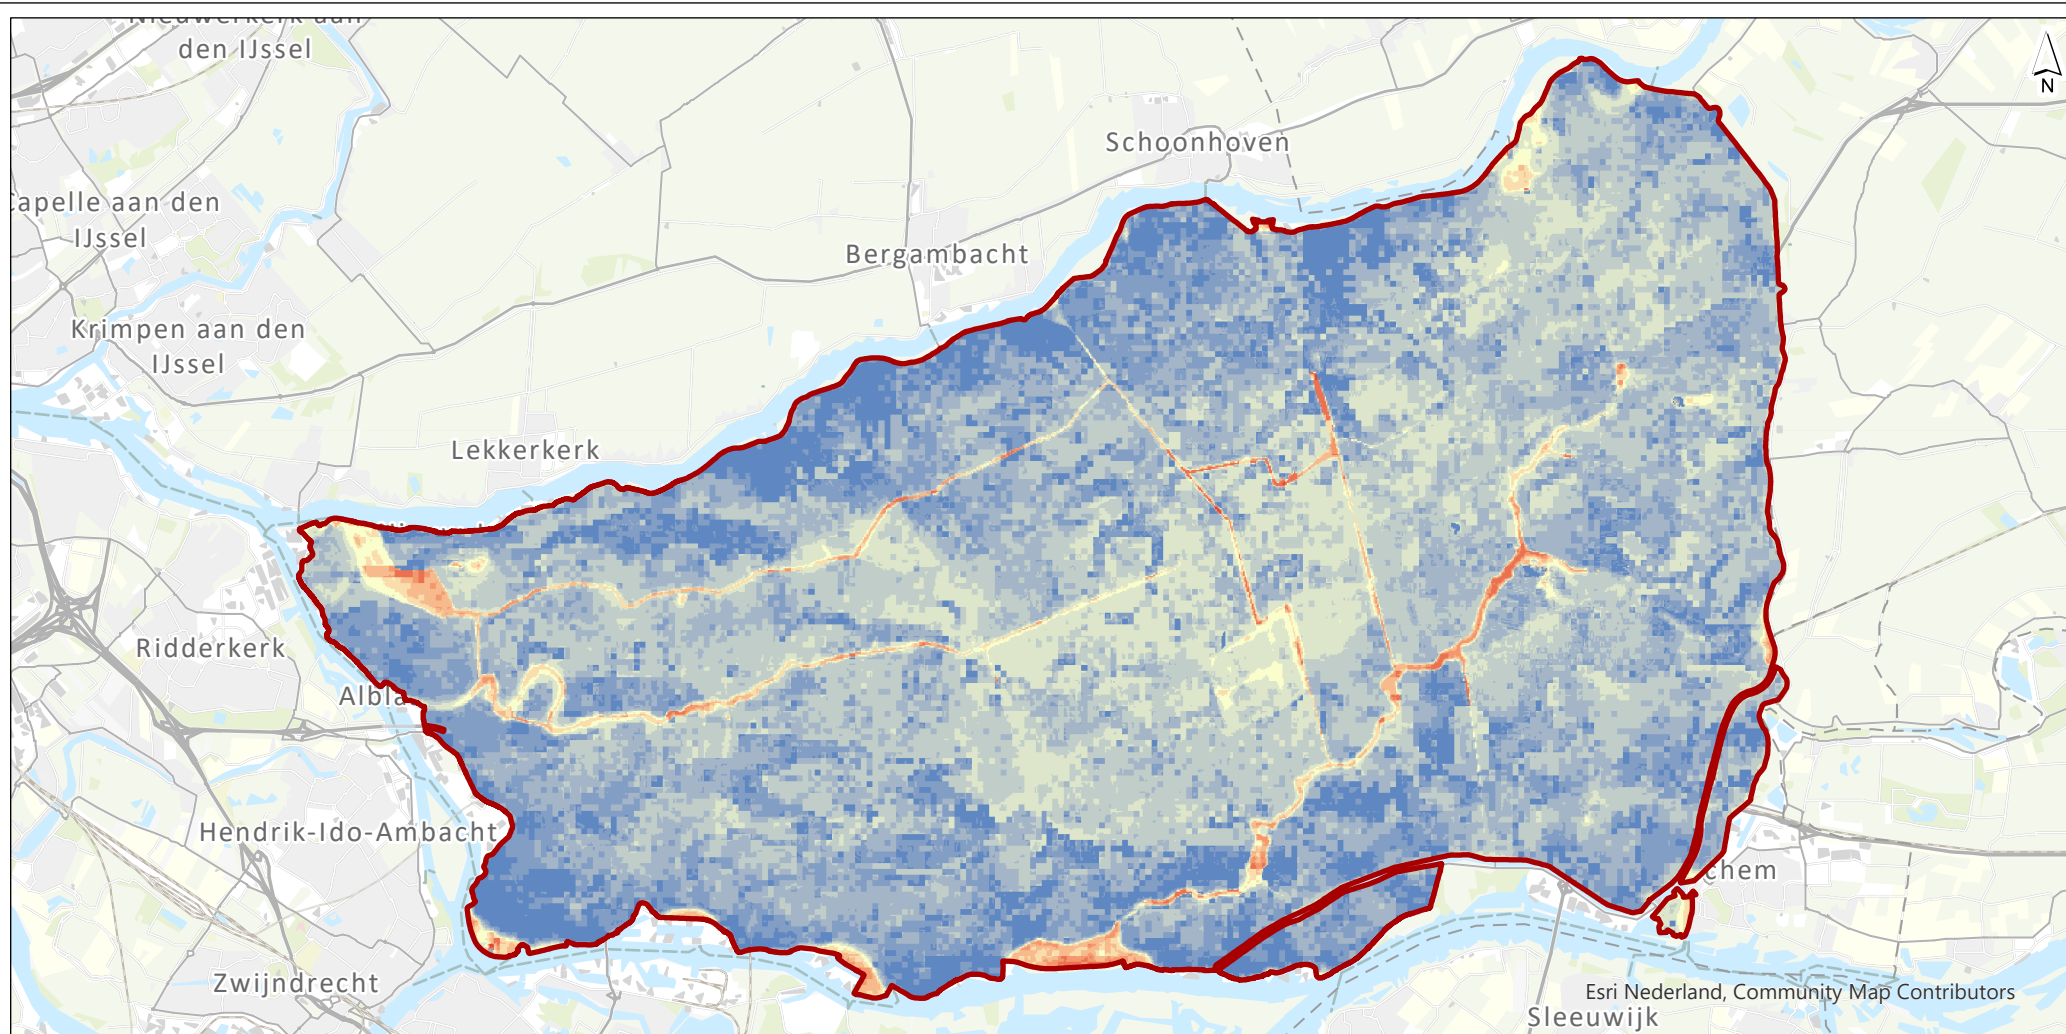 den IJssel
N
Schoonhoven
apelle aan den
IJssel
Bergambacht
Krimpen aan den
IJssel
Lekkerkerk
Ridderkerk
Albla
Hendrik-Ido-Ambacht
chem
Zwijndrecht
Esri Nederland, Community Map Contributors
Sleeuwijk